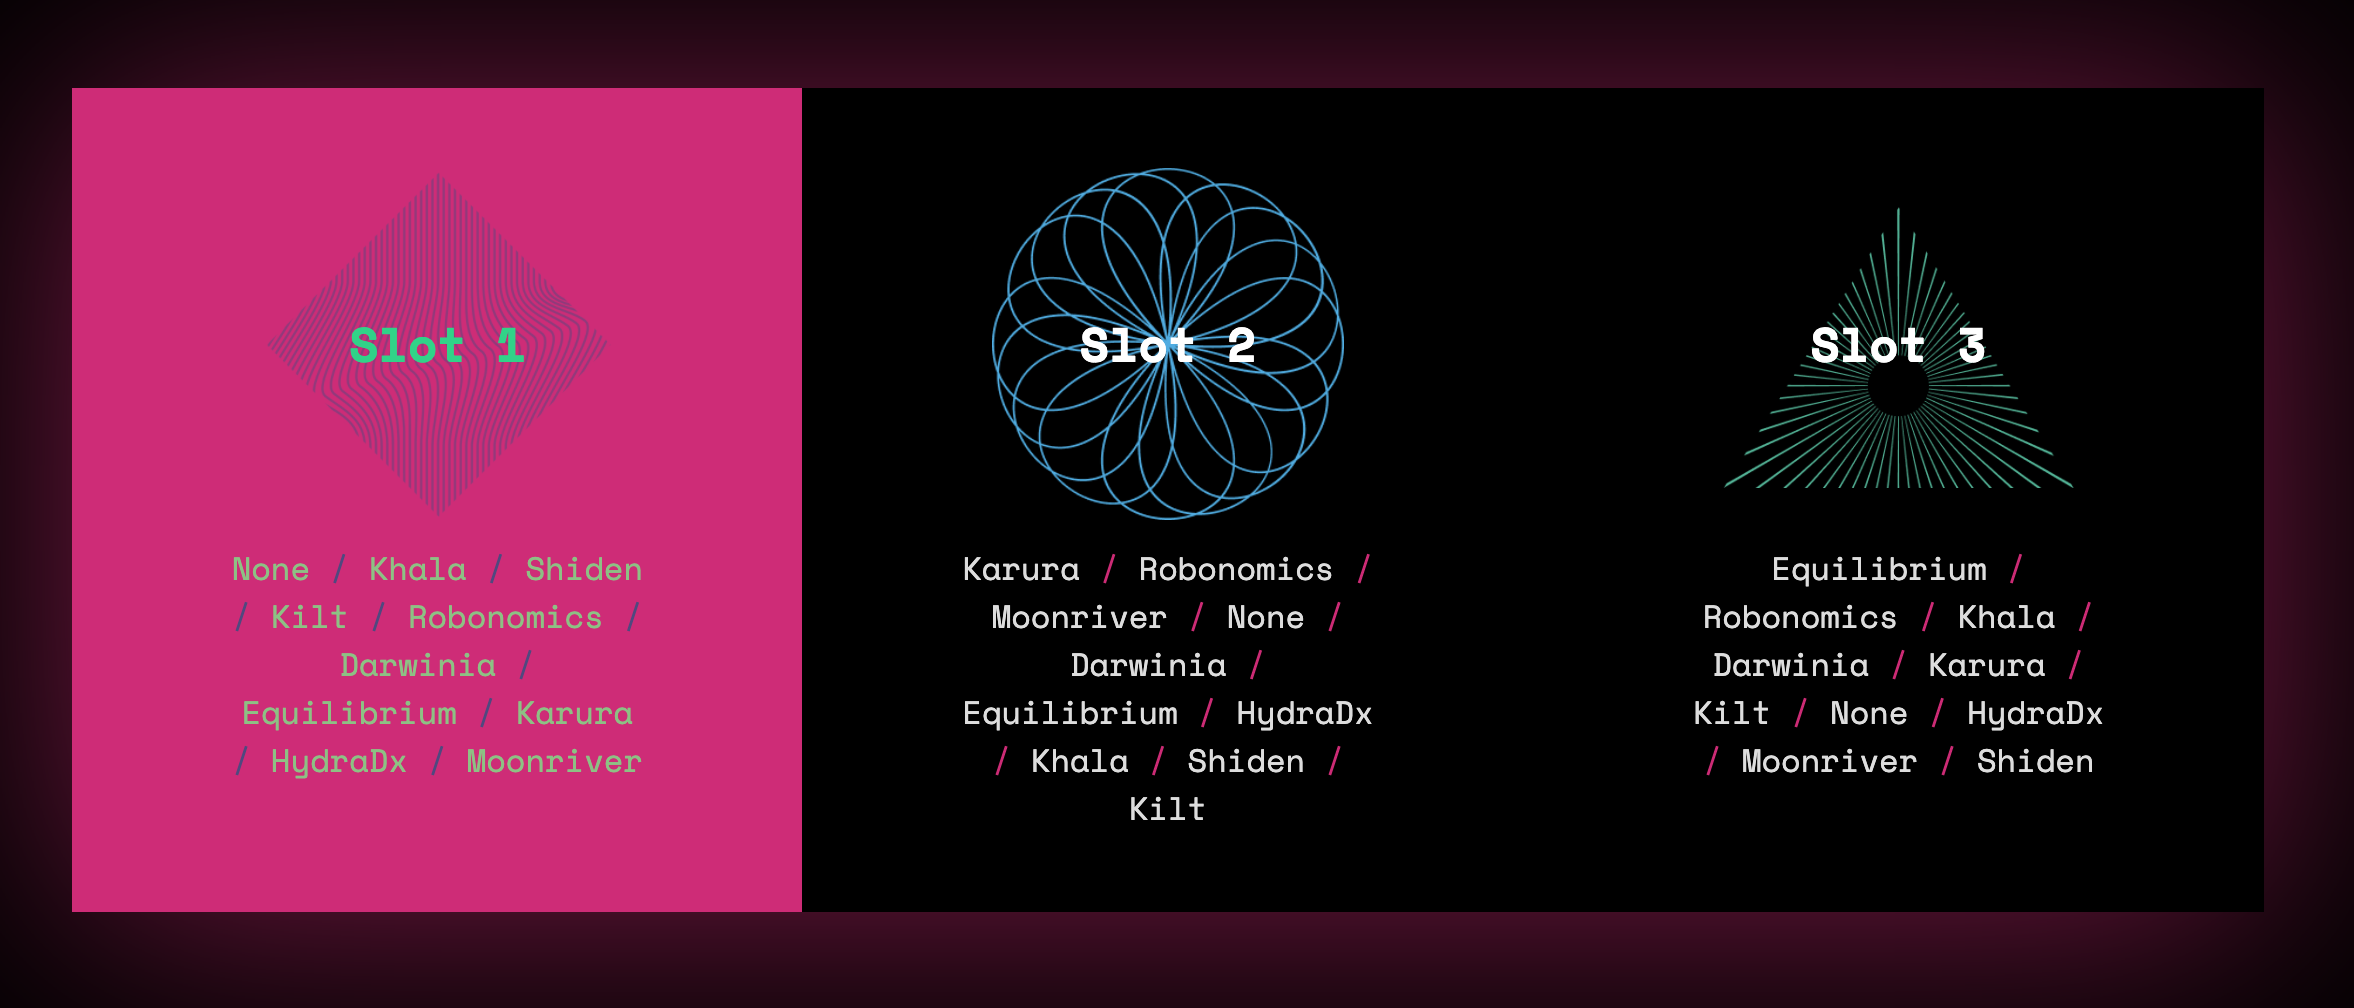 Slot 1
None / Khala / Shiden
/ Kilt / Robonomics /
Darwinia /
Equilibrium / Karura
/ HydraDx / Moonriver
Slot 2
Karura / Robonomics /
Moonriver / None /
Darwinia /
Equilibrium / HydraDx
/ Khala / Shiden /
Kilt
Slot 3
Equilibrium /
Robonomics / Khala /
Darwinia / Karura /
Kilt / None / HydraDx
/ Moonriver / Shiden